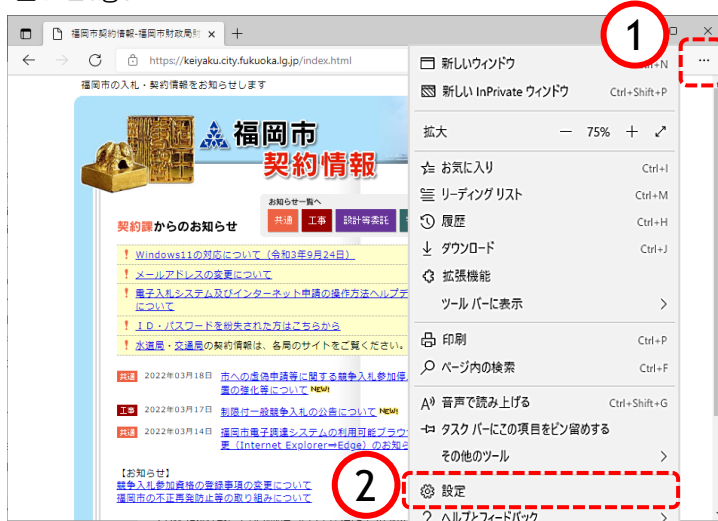 福岡市契約情報-福岡市財政局
https://keiyaku.city.fukuoka.lg.jp/index.html
福岡市の入札・契約情報をお知らせします
福岡市
契約情報
お知らせ一覧へ
共通 工事 設計等委託
契約課からのお知らせ
Windows11の対応について（令和3年9月24日）
メールアドレスの変更について
電子入札システム及びインターネット申請の操作方法ヘルプデ
について
ＩＤ・パスワードを紛失された方はこちらから
水道局・交通局の契約情報は、各局のサイトをご覧ください。
共通 2022年03月18日 市への虚偽申請等に関する競争入札参加停
置の強化等について NEW!
工事 2022年03月17日 制限付一般競争入札の公告について NEW!
共通 2022年03月14日 福岡市電子調達システムの利用可能ブラウ
更（Internet Explorer⇒Edge）のお知ら
【お知らせ】
競争入札参加資格の登録事項の変更について
福岡市の不正再発防止等の取り組みについて
1
新しいウィンドウ
新しい InPrivate ウィンドウ Ctrl+Shift+P
拡大 75%
お気に入り Ctrl+I
リーディング リスト Ctrl+M
履歴 Ctrl+H
ダウンロード Ctrl+J
拡張機能
ツール バーに表示
印刷 Ctrl+P
ページ内の検索 Ctrl+F
音声で読み上げる Ctrl+Shift+G
タスク バーにこの項目をピン留めする
その他のツール
2
設定
ヘルプとフィードバック